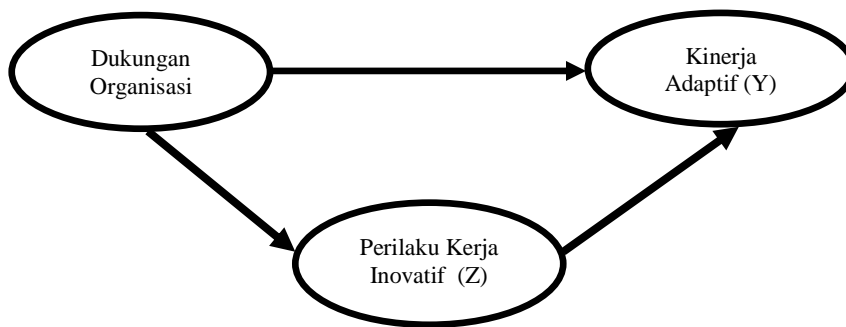 Dukungan
Organisasi
Kinerja
Adaptif (Y)
Perilaku Kerja
Inovatif (Z)